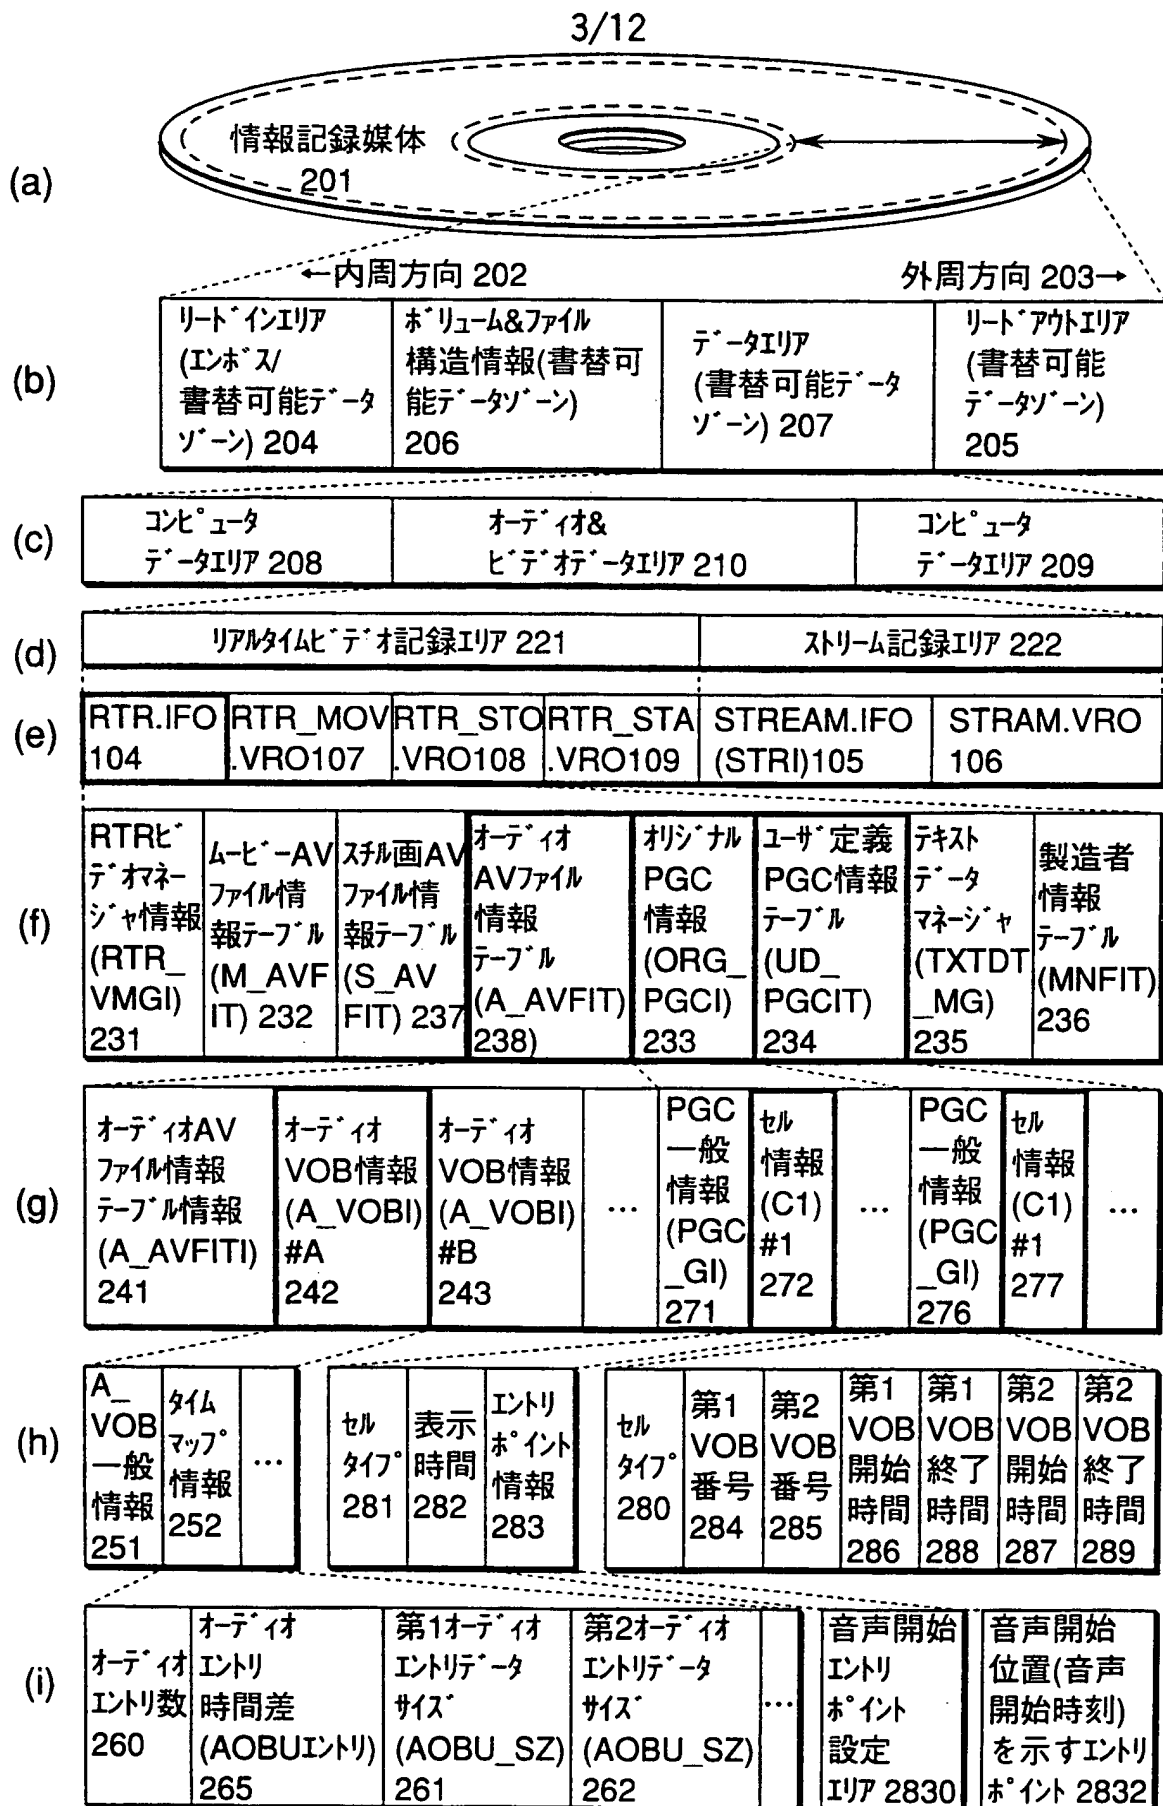 3/12
(a)
情報記録媒体
201
←内周方向 202
外周方向 203→
(b)
リードインエリア
(エンボス/
書替可能データ
ゾーン) 204
ボリューム&ファイル
構造情報(書替可
能データゾーン)
206
データエリア
(書替可能データ
ゾーン) 207
リードアウトエリア
(書替可能
データゾーン)
205
(c)
コンピュータ
データエリア 208
オーディオ&
ビデオデータエリア 210
コンピュータ
データエリア 209
(d)
リアルタイムビデオ記録エリア 221
ストリーム記録エリア 222
(e)
RTR.IFO
104
RTR_MOV
.VRO107
RTR_STO
.VRO108
RTR_STA
.VRO109
STREAM.IFO
(STRI)105
STRAM.VRO
106
(f)
RTRビ
デオマネー
ジャ情報
(RTR_
VMGI)
231
ムービーAV
ファイル情
報テーブル
(M_AVF
IT) 232
スチル画AV
ファイル情
報テーブル
(S_AV
FIT) 237
オーディオ
AVファイル
情報
テーブル
(A_AVFIT)
238)
オリジナル
PGC
情報
(ORG_
PGCI)
233
ユーザ定義
PGC情報
テーブル
(UD_
PGCIT)
234
テキスト
データ
マネージャ
(TXTDT
_MG)
235
製造者
情報
テーブル
(MNFIT)
236
(g)
オーディオAV
ファイル情報
テーブル情報
(A_AVFITI)
241
オーディオ
VOB情報
(A_VOBI)
#A
242
オーディオ
VOB情報
(A_VOBI)
#B
243
…
PGC
一般
情報
(PGC
_GI)
271
セル
情報
(C1)
#1
272
…
PGC
一般
情報
(PGC
_GI)
276
セル
情報
(C1)
#1
277
…
(h)
A_
VOB
一般
情報
251
タイム
マップ
情報
252
…
セル
タイプ
281
表示
時間
282
エントリ
ポイント
情報
283
セル
タイプ
280
第1
VOB
番号
284
第2
VOB
番号
285
第1
VOB
開始
時間
286
第1
VOB
終了
時間
288
第2
VOB
開始
時間
287
第2
VOB
終了
時間
289
(i)
オーディオ
エントリ数
260
オーディオ
エントリ
時間差
(AOBUエントリ)
265
第1オーディオ
エントリデータ
サイズ
(AOBU_SZ)
261
第2オーディオ
エントリデータ
サイズ
(AOBU_SZ)
262
…
音声開始
エントリ
ポイント
設定
エリア 2830
音声開始
位置(音声
開始時刻)
を示すエントリ
ポイント 2832